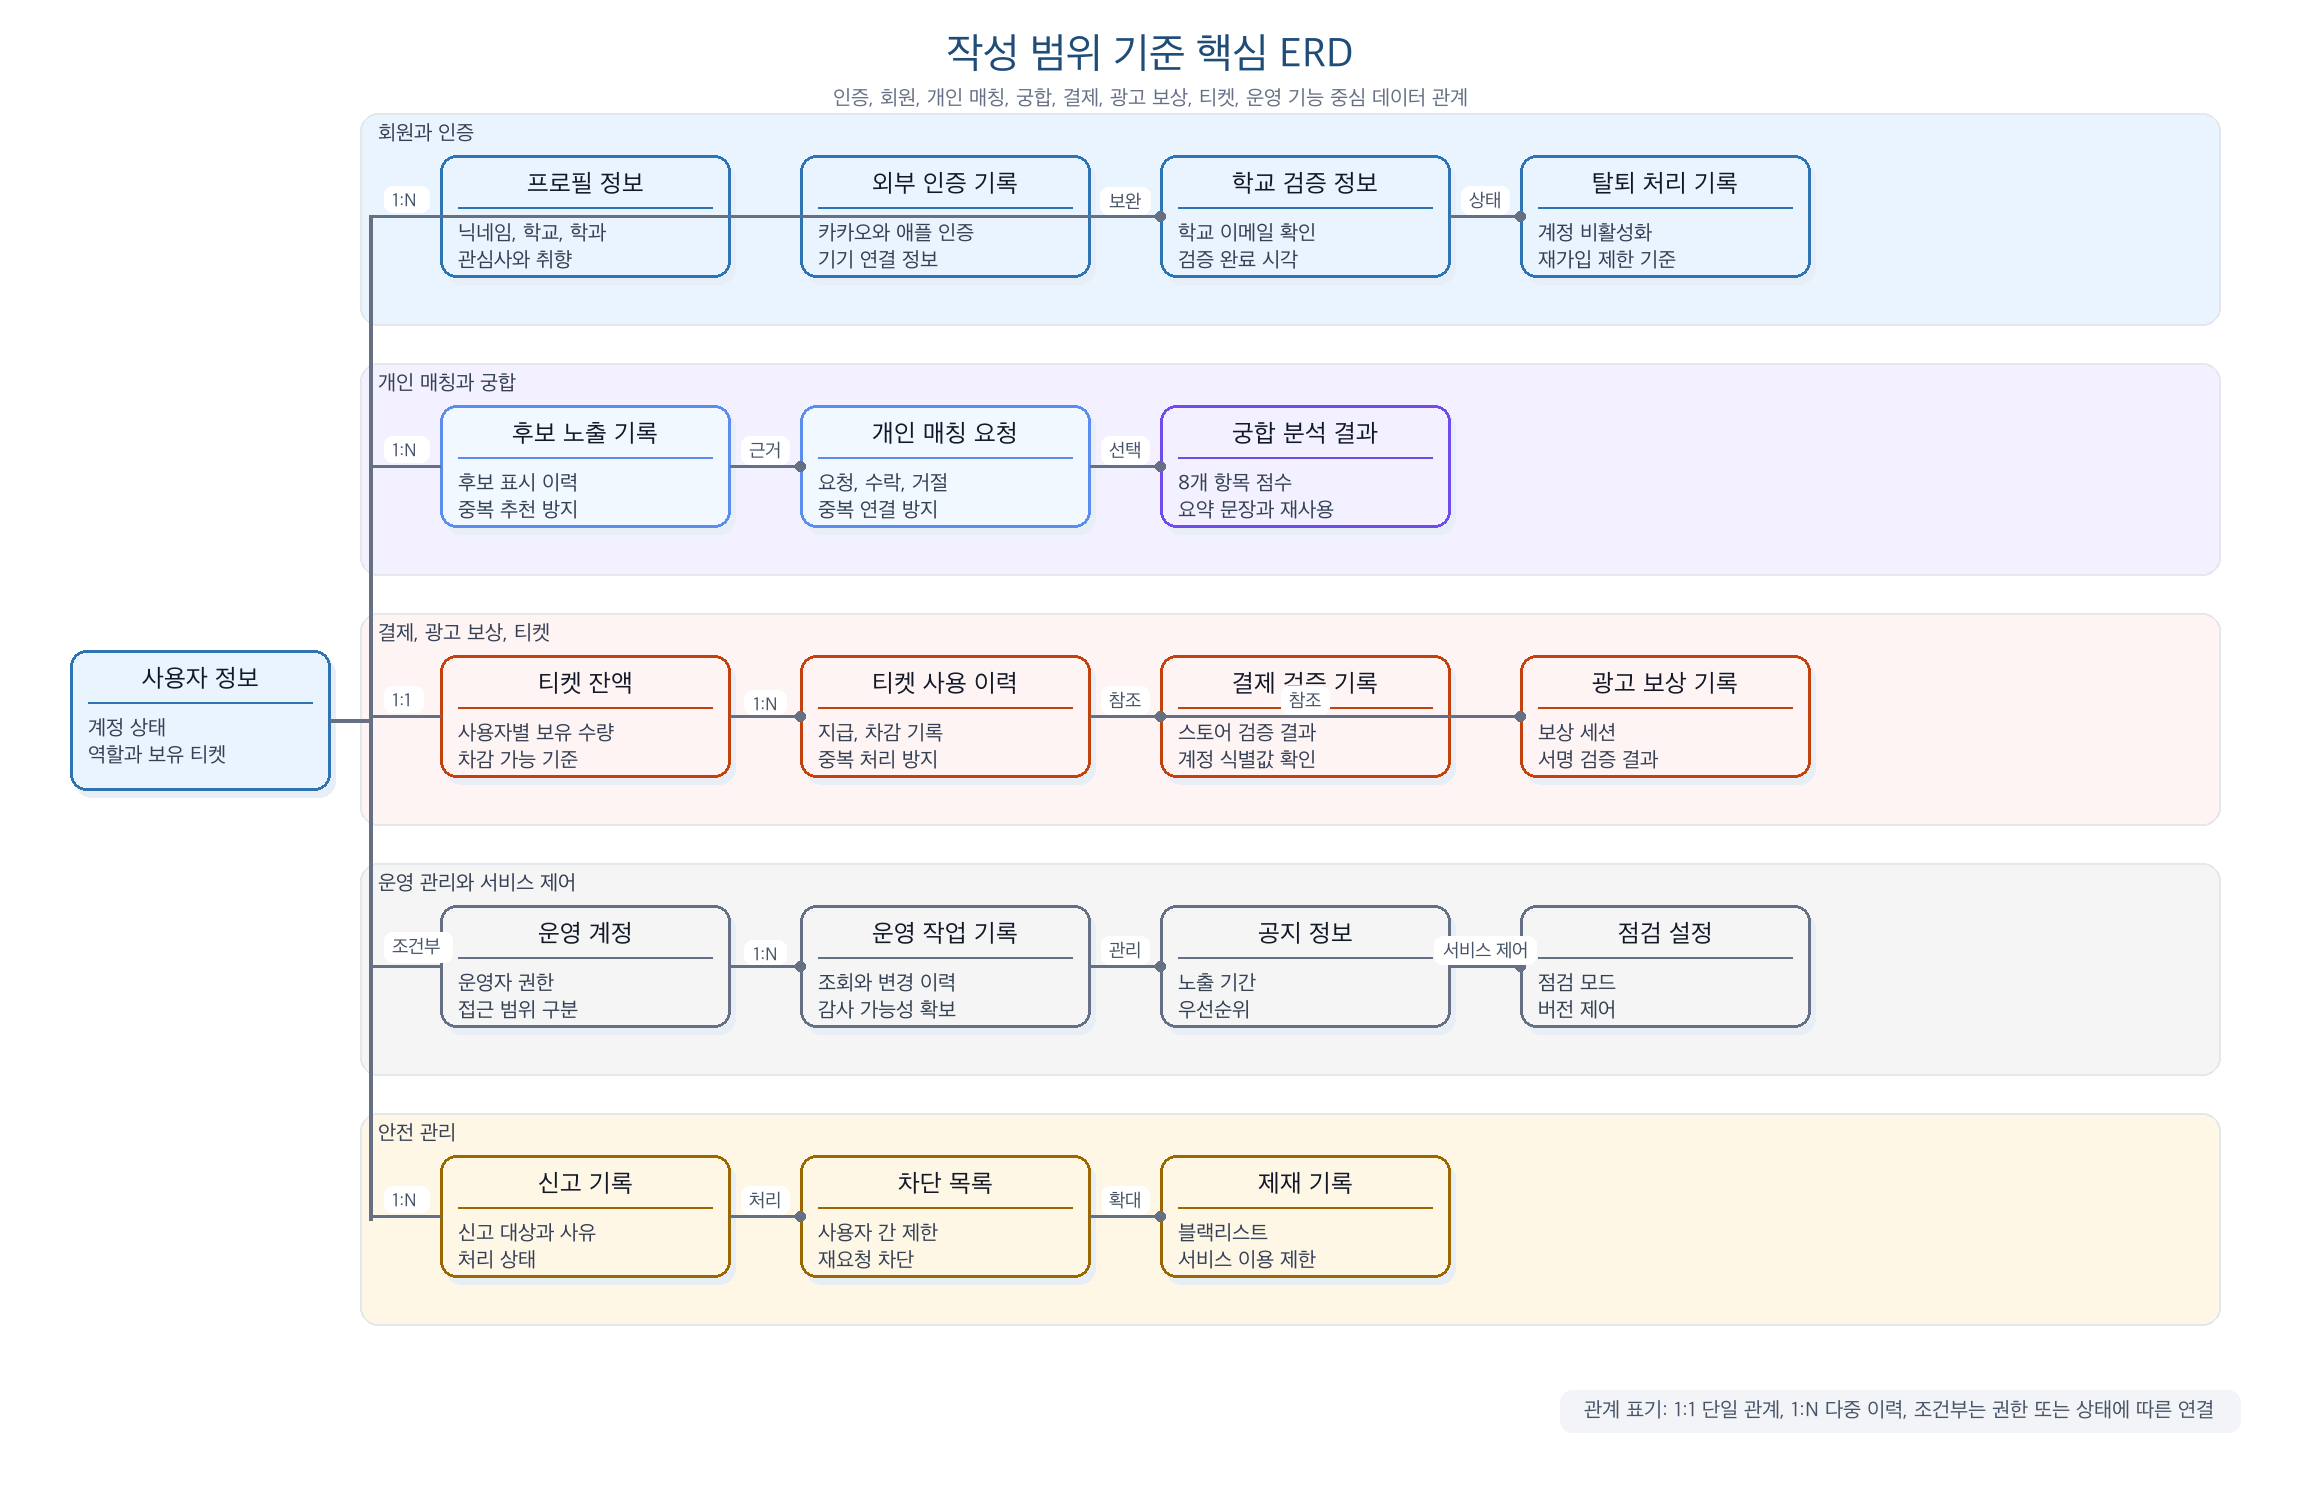 작성 범위 기준 핵심 ERD
인증, 회원, 개인 매칭, 궁합, 결제, 광고 보상, 티켓, 운영 기능 중심 데이터 관계
회원과 인증
1:N
프로필 정보
닉네임, 학교, 학과
관심사와 취향
외부 인증 기록
카카오와 애플 인증
기기 연결 정보
보완
학교 검증 정보
학교 이메일 확인
검증 완료 시각
상태
탈퇴 처리 기록
계정 비활성화
재가입 제한 기준
개인 매칭과 궁합
1:N
후보 노출 기록
후보 표시 이력
중복 추천 방지
근거
개인 매칭 요청
요청, 수락, 거절
중복 연결 방지
선택
궁합 분석 결과
8개 항목 점수
요약 문장과 재사용
사용자 정보
계정 상태
역할과 보유 티켓
결제, 광고 보상, 티켓
1:1
티켓 잔액
사용자별 보유 수량
차감 가능 기준
1:N
티켓 사용 이력
지급, 차감 기록
중복 처리 방지
참조
결제 검증 기록
참조
스토어 검증 결과
계정 식별값 확인
광고 보상 기록
보상 세션
서명 검증 결과
운영 관리와 서비스 제어
조건부
운영 계정
운영자 권한
접근 범위 구분
1:N
운영 작업 기록
조회와 변경 이력
감사 가능성 확보
관리
공지 정보
노출 기간
우선순위
서비스 제어
점검 설정
점검 모드
버전 제어
안전 관리
1:N
신고 기록
신고 대상과 사유
처리 상태
처리
차단 목록
사용자 간 제한
재요청 차단
확대
제재 기록
블랙리스트
서비스 이용 제한
관계 표기: 1:1 단일 관계, 1:N 다중 이력, 조건부는 권한 또는 상태에 따른 연결